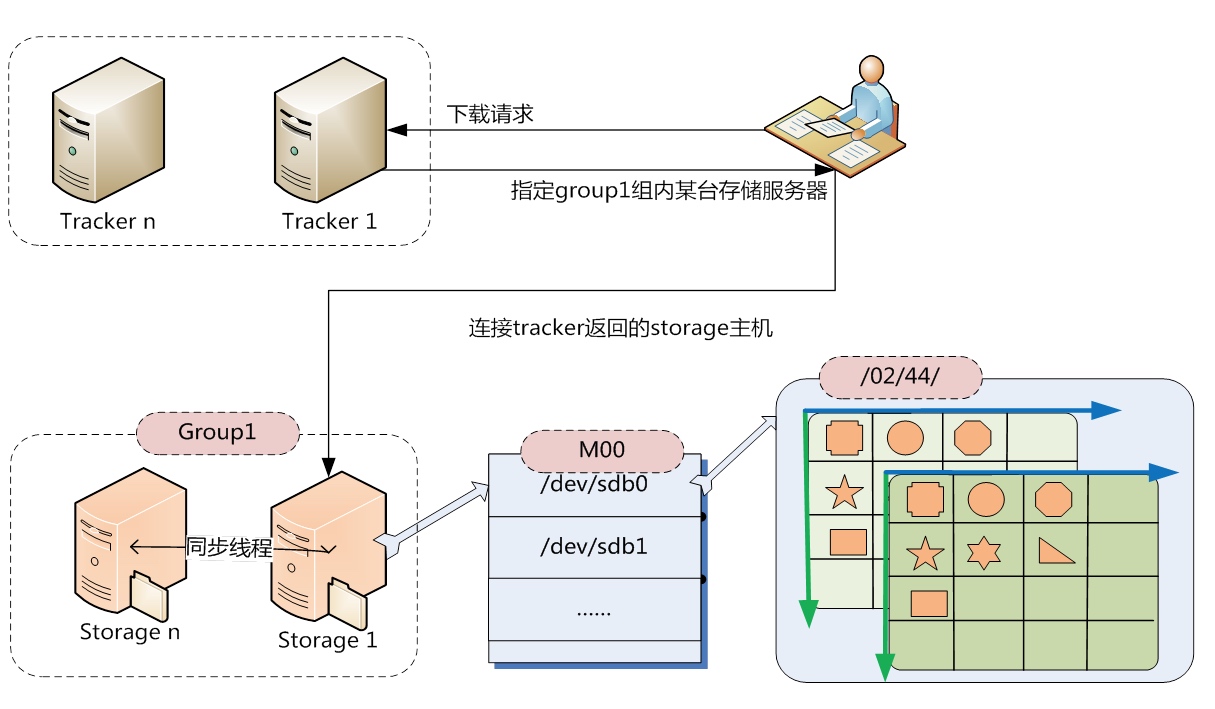 下载请求
Tracker n
Tracker 1
指定group1组内某台存储服务器
连接tracker返回的storage主机
/02/44/
Group1
M00
/dev/sdb0
同步线程
/dev/sdb1
......
Storage n
Storage 1